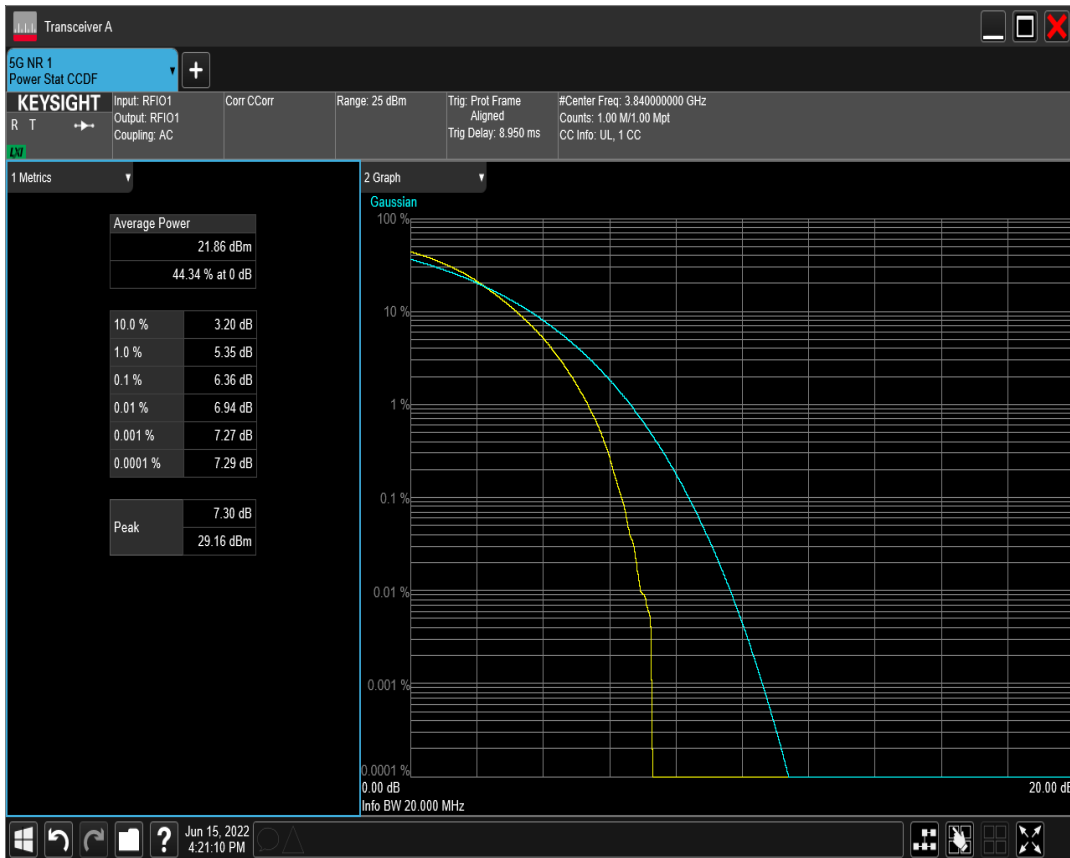 Transceiver A
5G NR 1
Power Stat CCDF
KEYSIGHT
R T
LXI
Input: RFIO1
Output: RFIO1
Coupling: AC
Corr CCorr
Range: 25 dBm
Trig: Prot Frame
Aligned
Trig Delay: 8.950 ms
#Center Freq: 3.840000000 GHz
Counts: 1.00 M/1.00 Mpt
CC Info: UL, 1 CC
1 Metrics
Average Power
21.86 dBm
44.34 % at 0 dB
10.0 % 3.20 dB
1.0 % 5.35 dB
0.1 % 6.36 dB
0.01 % 6.94 dB
0.001 % 7.27 dB
0.0001 % 7.29 dB
Peak 7.30 dB
29.16 dBm
2 Graph
Gaussian
100 %
10 %
1 %
0.1 %
0.01 %
0.001 %
0.0001 %
0.00 dB 20.00 dB
Info BW 20.000 MHz
Jun 15, 2022
4:21:10 PM